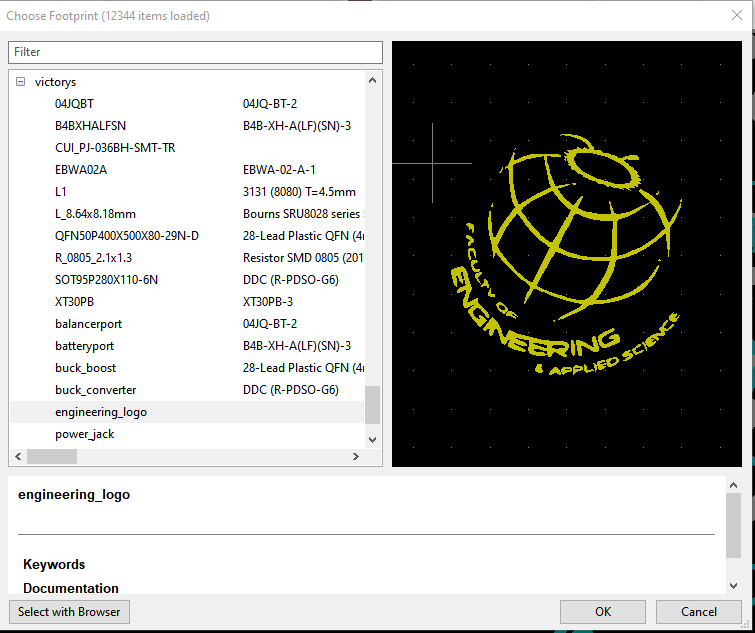 Choose Footprint (12344 items loaded)
Filter
victorys
04JQBT 04JQ-BT-2
B4BXHALFSN B4B-XH-A(LF)(SN)-3
CUI_PJ-036BH-SMT-TR
EBWA02A EBWA-02-A-1
L1 3131 (8080) T=4.5mm
L_8.64x8.18mm Bourns SRU8028 series
QFN50P400X500X80-29N-D 28-Lead Plastic QFN (4
R_0805_2.1x1.3 Resistor SMD 0805 (201
SOT95P280X110-6N DDC (R-PDSO-G6)
XT30PB XT30PB-3
balancerport 04JQ-BT-2
batteryport B4B-XH-A(LF)(SN)-3
buck_boost 28-Lead Plastic QFN (4
buck_converter DDC (R-PDSO-G6)
engineering_logo
power_jack
FACULTY OF
ENGINEERING
& APPLIED SCIENCE
engineering_logo
Keywords
Documentation
Select with Browser OK Cancel